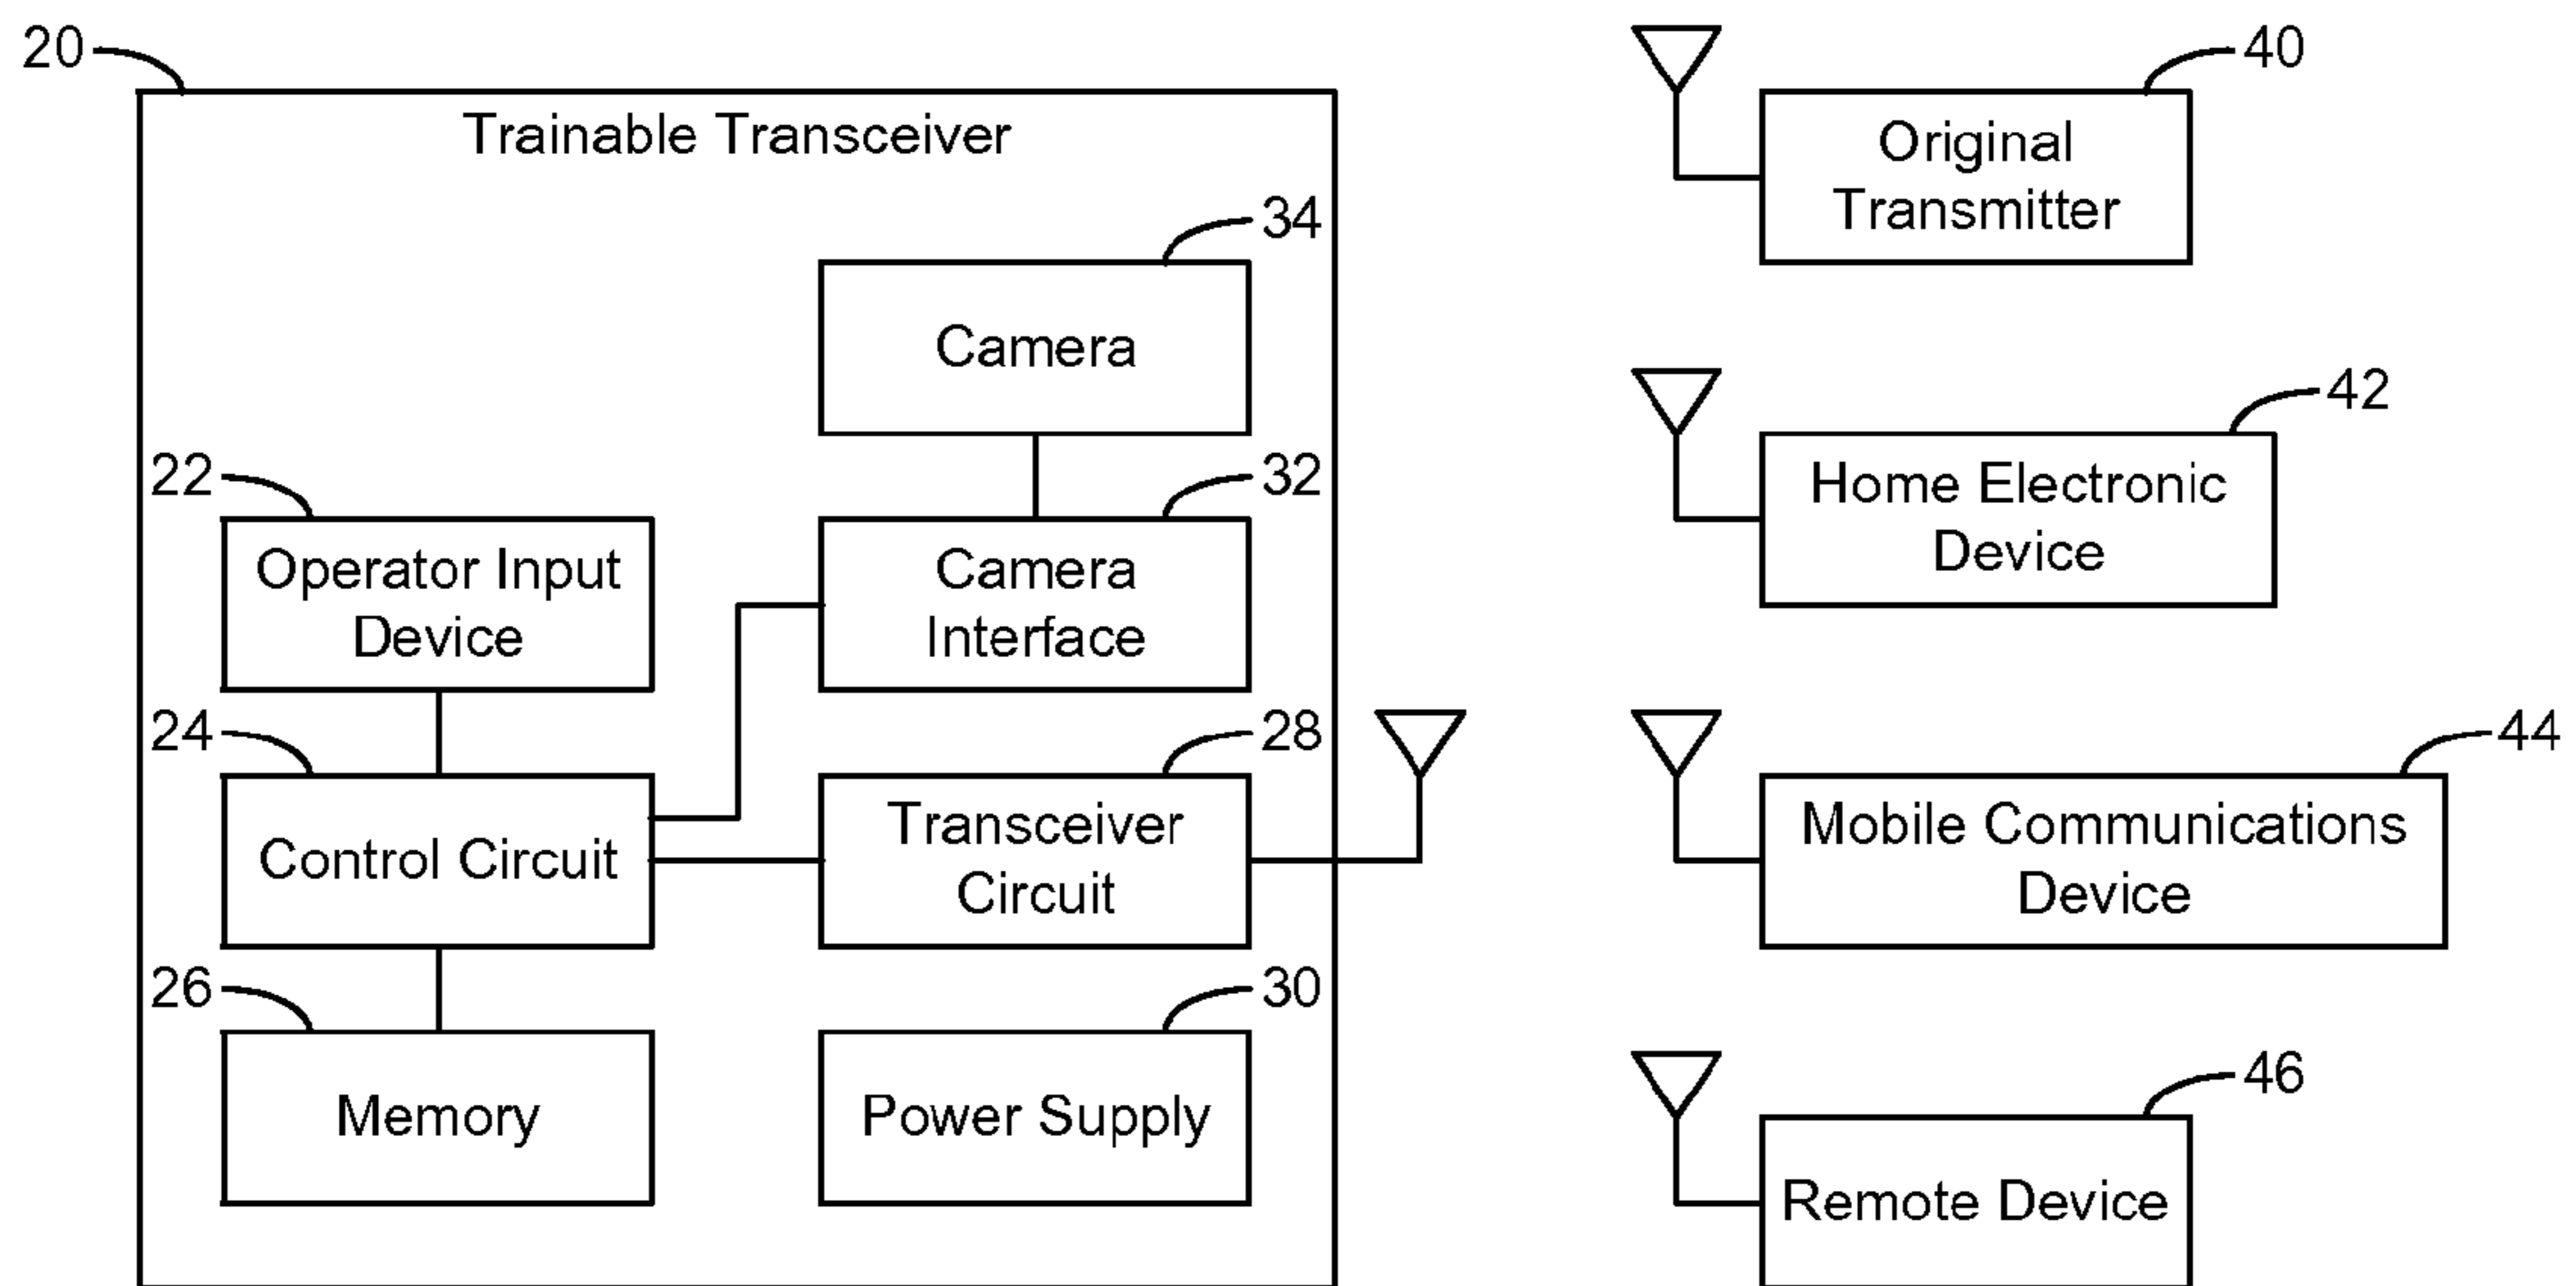 20
Trainable Transceiver
34
Camera
22
Operator Input
Device
32
Camera
Interface
24
Control Circuit
28
Transceiver
Circuit
26
Memory
30
Power Supply
40
Original
Transmitter
42
Home Electronic
Device
44
Mobile Communications
Device
46
Remote Device